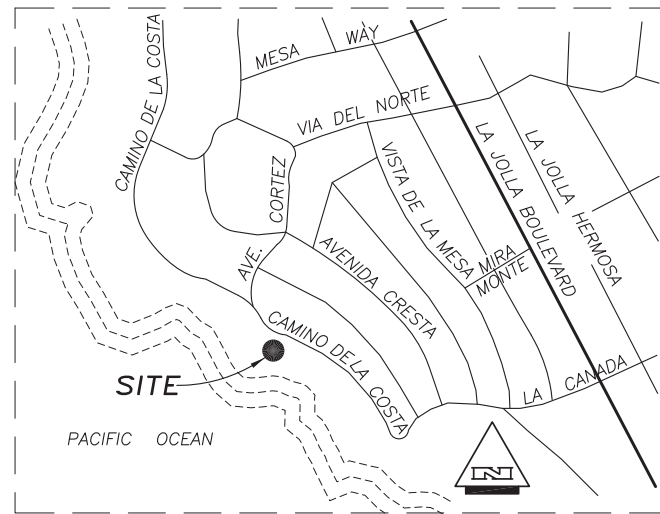 CAMINO DE LA COSTA
MESA WAY
VIA DEL NORTE
LA JOLLA BOULEVARD
LA JOLLA HERMOSA
VISTA DE LA MESA
AVE. CORTEZ
AVENIDA CRESTA
MIRA
MONTE
CAMINO DE LA COSTA
LA CANADA
SITE
PACIFIC OCEAN
N